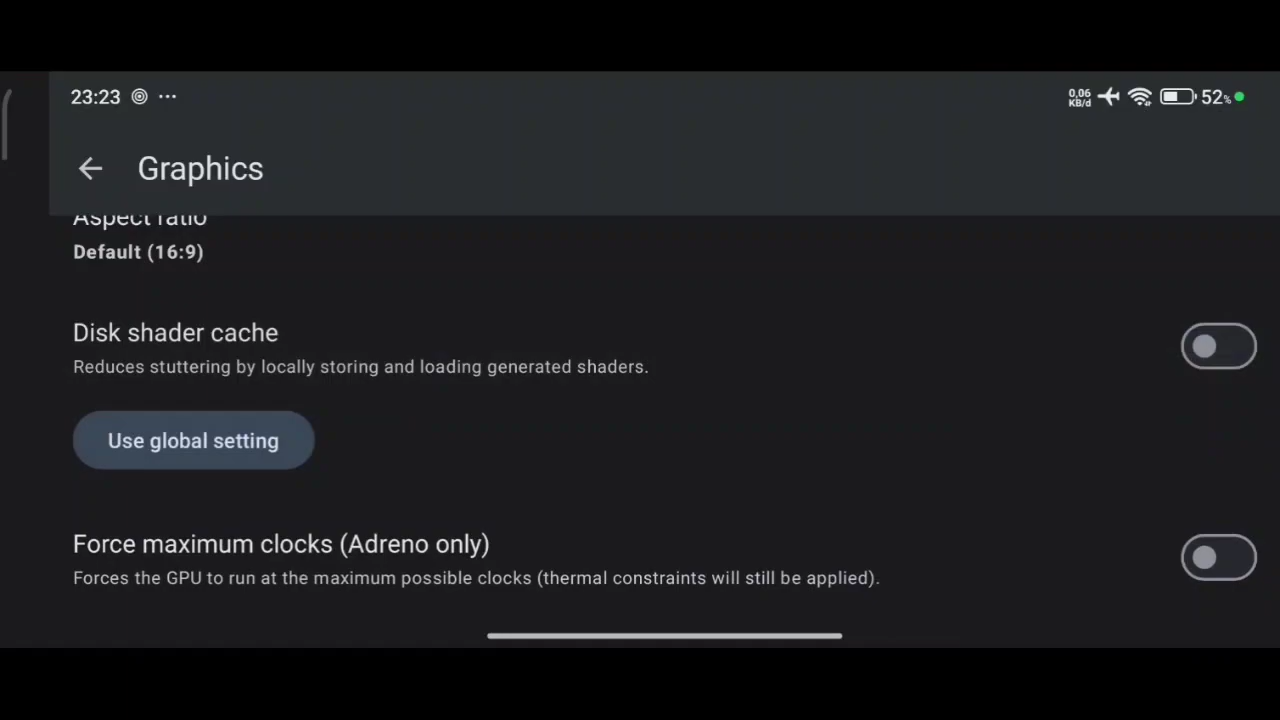 23:23
0,06
KB/d
52%
Graphics
Aspect ratio
Default (16:9)
Disk shader cache
Reduces stuttering by locally storing and loading generated shaders.
Use global setting
Force maximum clocks (Adreno only)
Forces the GPU to run at the maximum possible clocks (thermal constraints will still be applied).